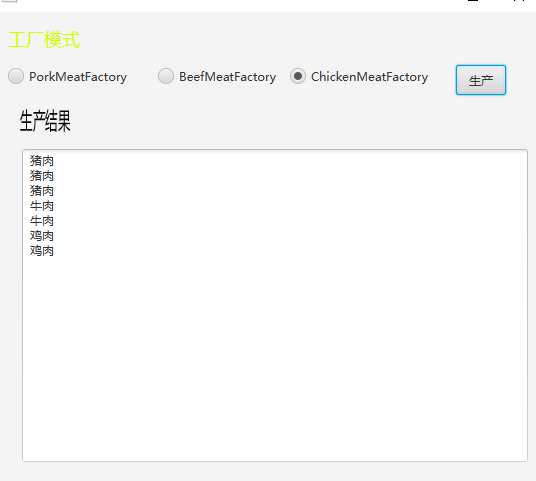 工厂模式
PorkMeatFactory BeefMeatFactory ChickenMeatFactory 生产
生产结果
猪肉
猪肉
猪肉
牛肉
牛肉
鸡肉
鸡肉